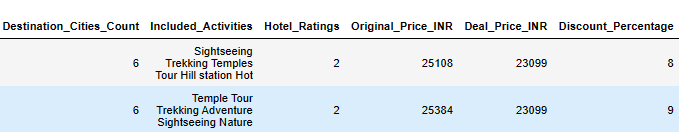 Destination_Cities_Count Included_Activities Hotel_Ratings Original_Price_INR Deal_Price_INR Discount_Percentage
Sightseeing
6 Trekking Temples 2 25108 23099 8
Tour Hill station Hot
Temple Tour
6 Trekking Adventure 2 25384 23099 9
Sightseeing Nature